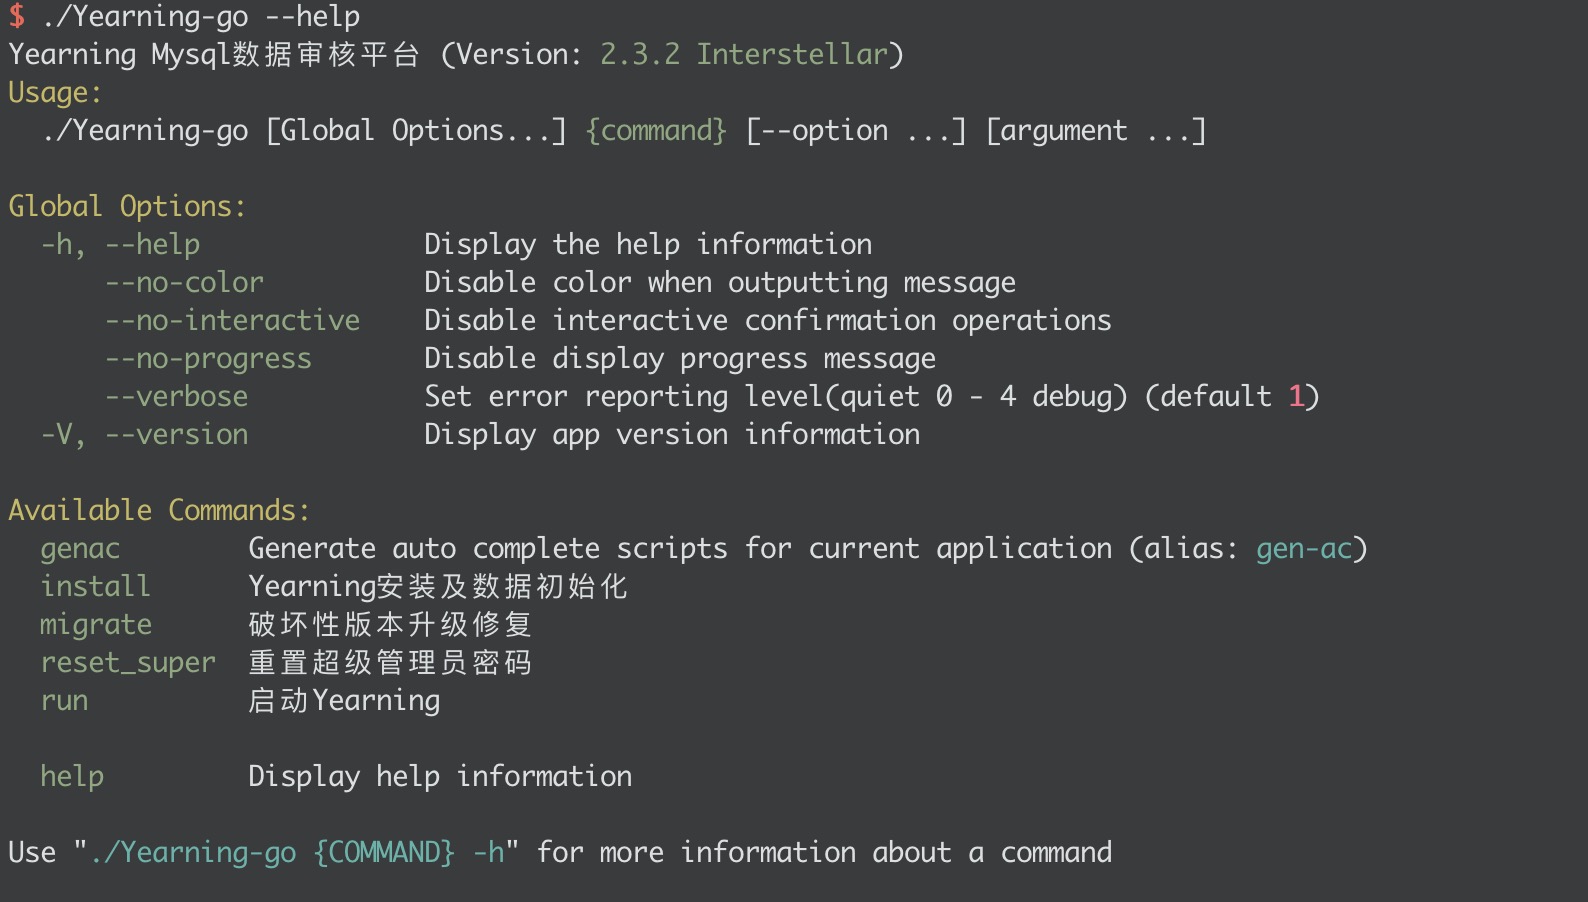 $ ./Yearning-go --help
Yearning Mysql数据审核平台 (Version: 2.3.2 Interstellar)
Usage:
  ./Yearning-go [Global Options...] {command} [--option ...] [argument ...]

Global Options:
  -h, --help              Display the help information
      --no-color          Disable color when outputting message
      --no-interactive    Disable interactive confirmation operations
      --no-progress       Disable display progress message
      --verbose           Set error reporting level(quiet 0 - 4 debug) (default 1)
  -V, --version           Display app version information

Available Commands:
  genac        Generate auto complete scripts for current application (alias: gen-ac)
  install      Yearning安装及数据初始化
  migrate      破坏性版本升级修复
  reset_super  重置超级管理员密码
  run          启动Yearning

  help         Display help information

Use "./Yearning-go {COMMAND} -h" for more information about a command